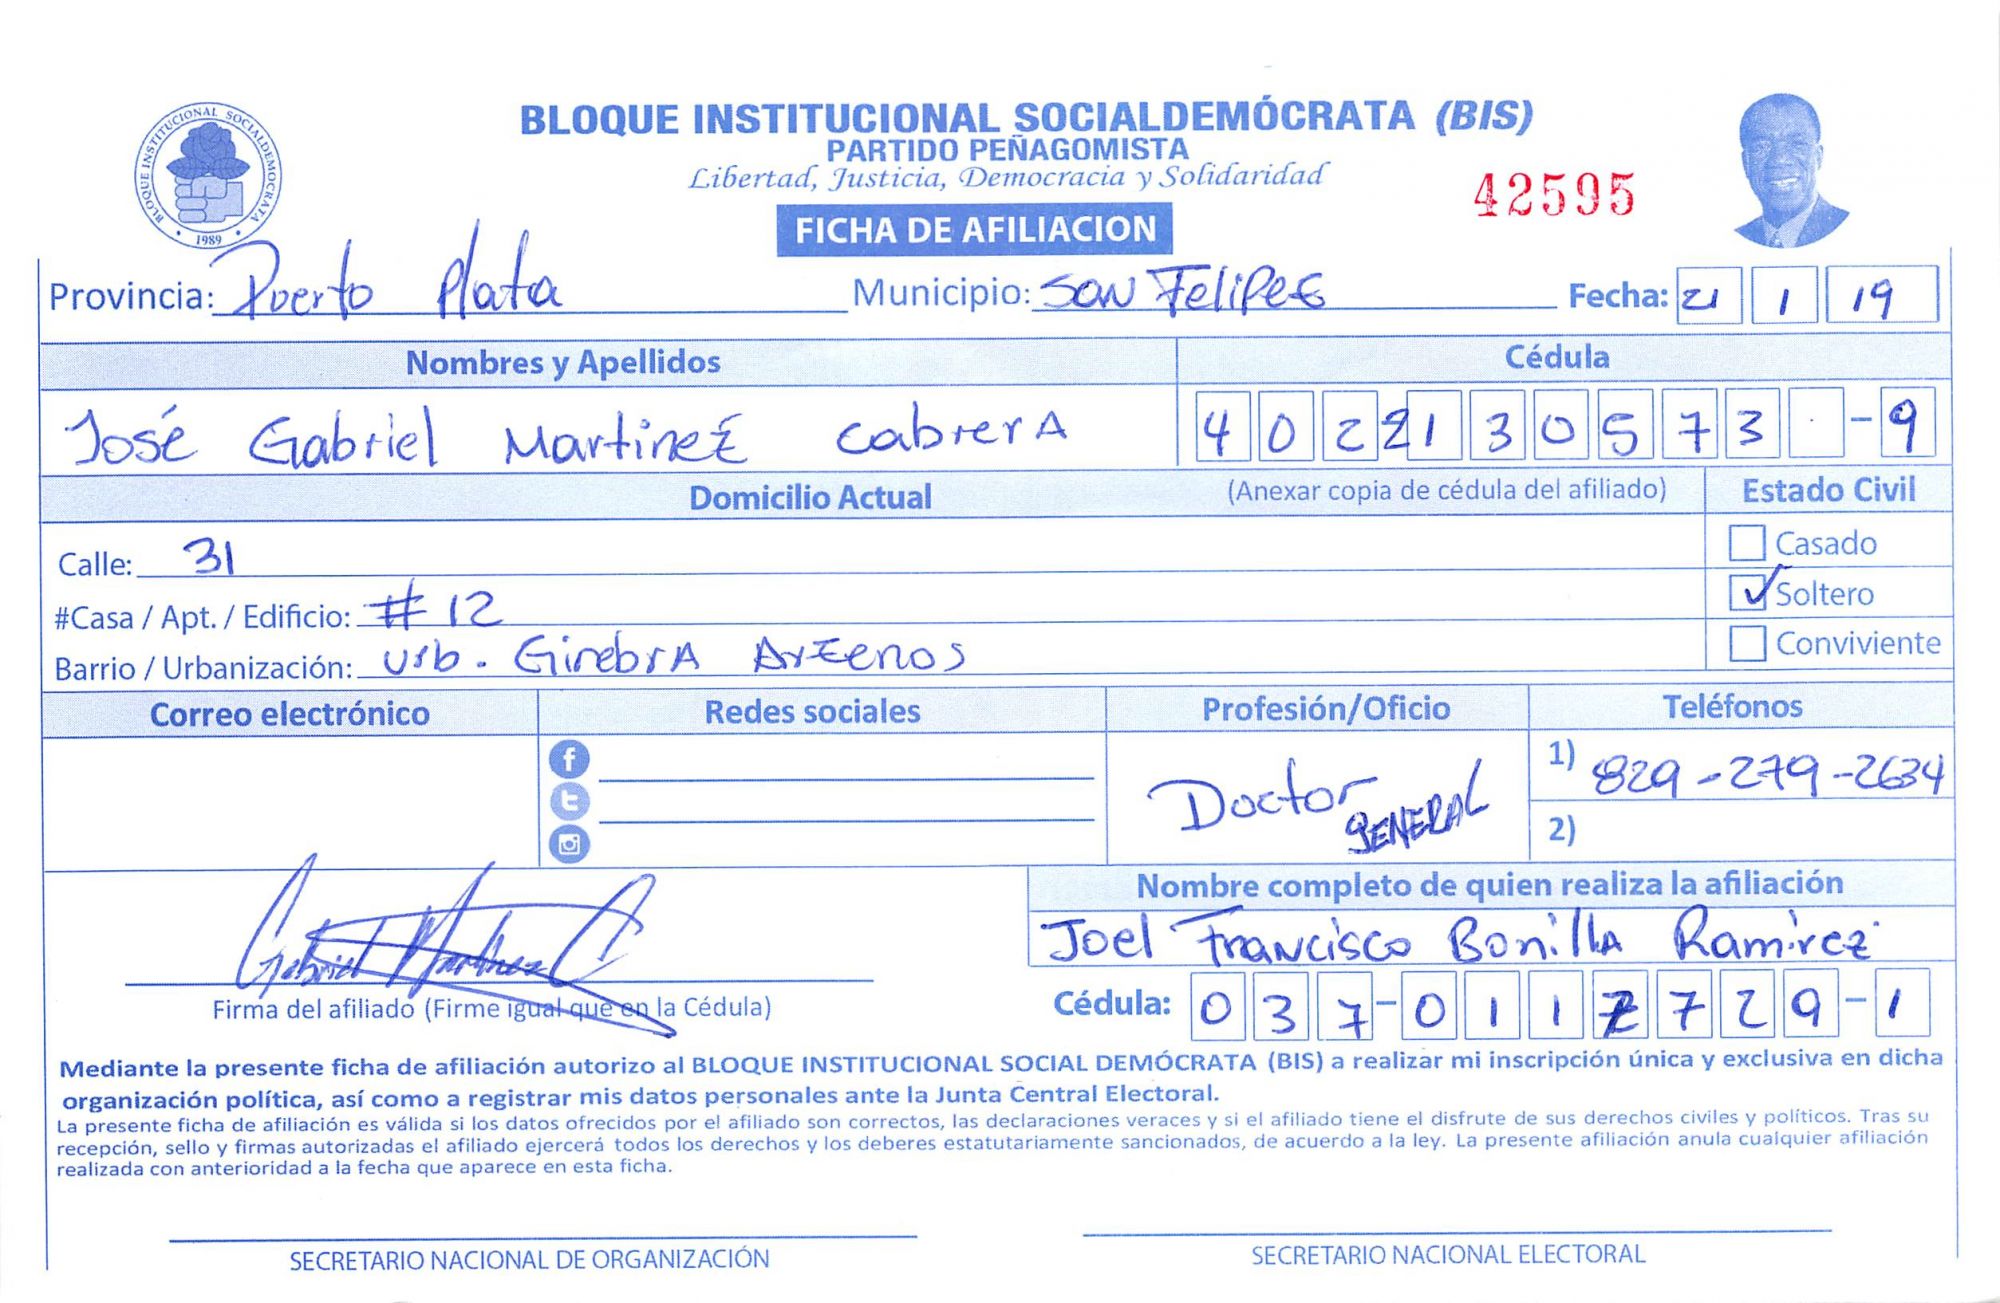 BLOQUE INSTITUCIONAL SOCIALDEMÓCRATA (BIS)
PARTIDO PEÑAGOMISTA
Libertad, Justicia, Democracia y Solidaridad
42595
BLOQUE INSTITUCIONAL SOCIALDEMOCRATA
1989
FICHA DE AFILIACION
Provincia: Puerto Plata Municipio: San Felipe Fecha: 21 1 19
Nombres y Apellidos Cédula
José Gabriel Martinez Cabrera 4 0 2 2 1 3 0 5 7 3 - 9
Domicilio Actual (Anexar copia de cédula del afiliado) Estado Civil
Calle: 31 Casado
#Casa / Apt. / Edificio: #12 ✓ Soltero
Barrio / Urbanización: Urb. Ginebra Arzenos Conviviente
Correo electrónico Redes sociales Profesión/Oficio Teléfonos
Doctor General
1) 829-279-2634
2)
Nombre completo de quien realiza la afiliación
Joel Francisco Bonilla Ramirez
Gabriel Martinez C
Firma del afiliado (Firme igual que en la Cédula) Cédula: 0 3 7 - 0 1 1 7 7 2 9 - 1
Mediante la presente ficha de afiliación autorizo al BLOQUE INSTITUCIONAL SOCIAL DEMÓCRATA (BIS) a realizar mi inscripción única y exclusiva en dicha
organización política, así como a registrar mis datos personales ante la Junta Central Electoral.
La presente ficha de afiliación es válida si los datos ofrecidos por el afiliado son correctos, las declaraciones veraces y si el afiliado tiene el disfrute de sus derechos civiles y políticos. Tras su
recepción, sello y firmas autorizadas el afiliado ejercerá todos los derechos y los deberes estatutariamente sancionados, de acuerdo a la ley. La presente afiliación anula cualquier afiliación
realizada con anterioridad a la fecha que aparece en esta ficha.
SECRETARIO NACIONAL DE ORGANIZACIÓN SECRETARIO NACIONAL ELECTORAL